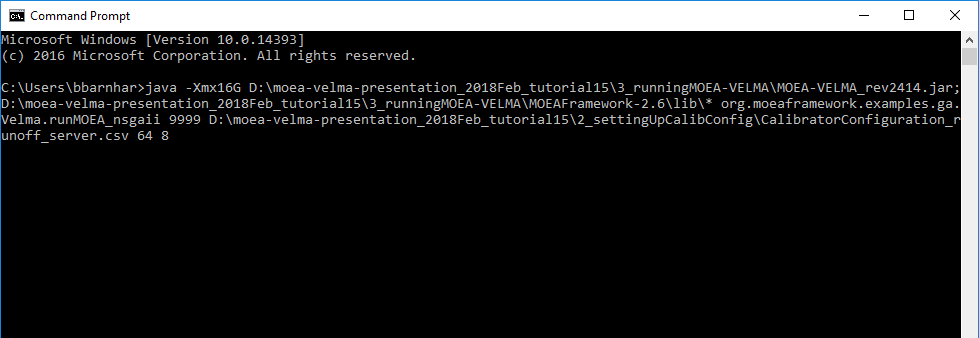 Command Prompt
Microsoft Windows [Version 10.0.14393]
(c) 2016 Microsoft Corporation. All rights reserved.
C:\Users\bbarnhar>java -Xmx16G D:\moea-velma-presentation_2018Feb_tutorial15\3_runningMOEA-VELMA\MOEA-VELMA_rev2414.jar;
D:\moea-velma-presentation_2018Feb_tutorial15\3_runningMOEA-VELMA\MOEAFramework-2.6\lib\* org.moeaframework.examples.ga.
Velma.runMOEA_nsgaii 9999 D:\moea-velma-presentation_2018Feb_tutorial15\2_settingUpCalibConfig\CalibratorConfiguration_r
unoff_server.csv 64 8